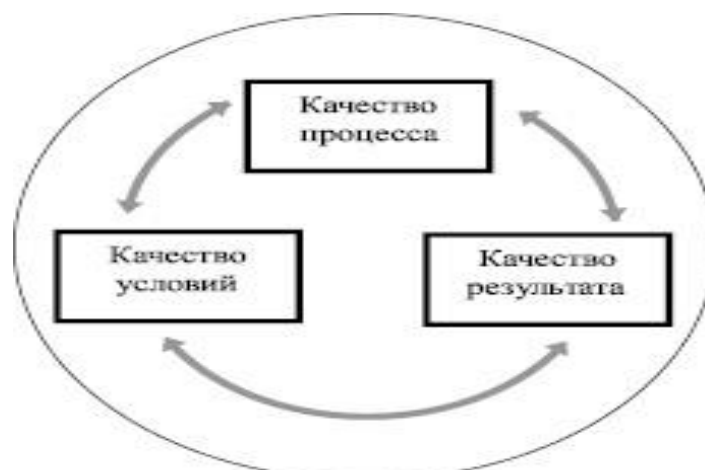 Качество
процесса
Качество
условий
Качество
результата